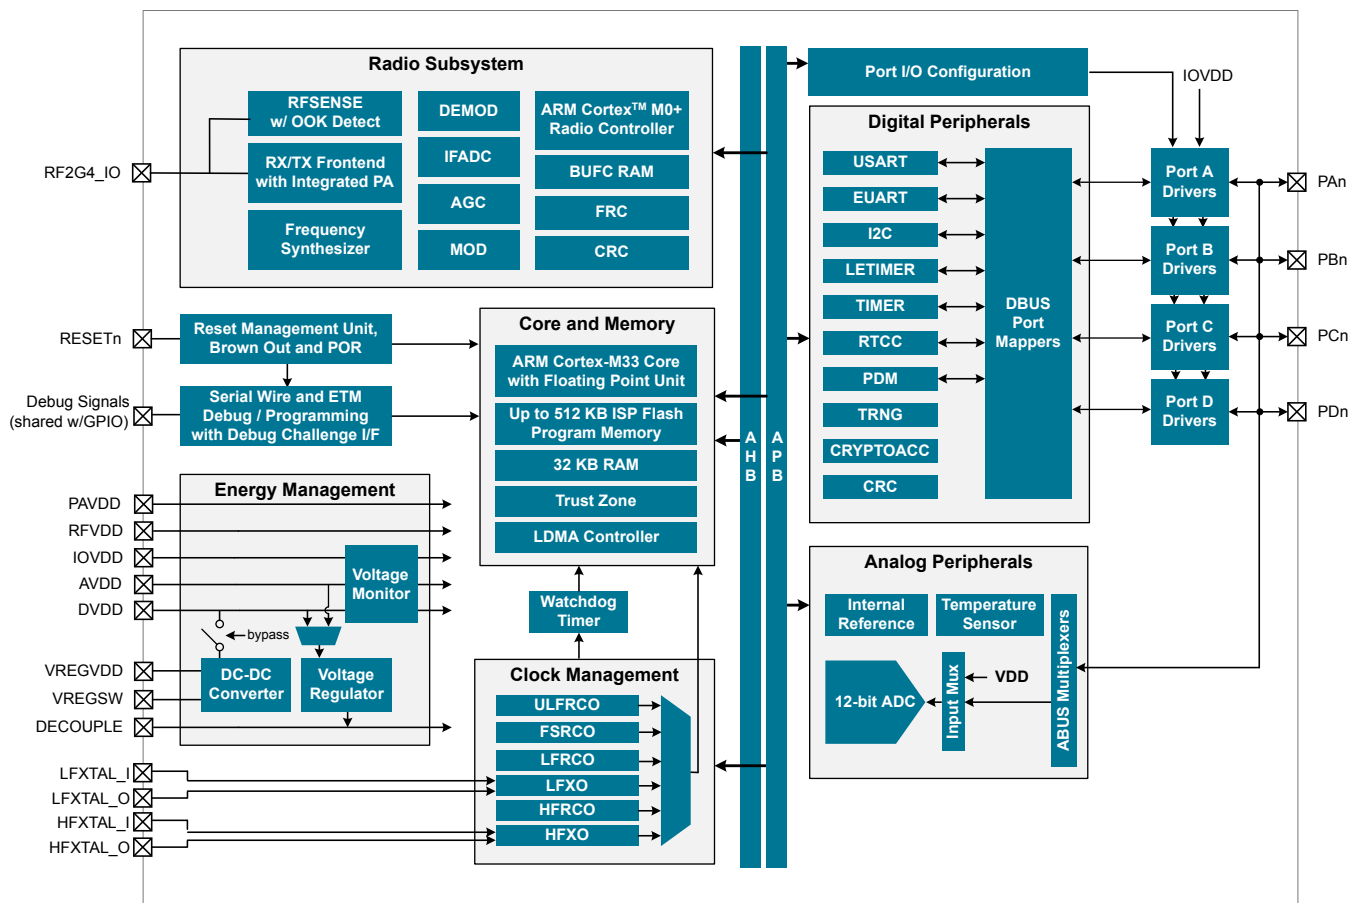 Radio Subsystem
RFSENSE
w/ OOK Detect
RX/TX Frontend
with Integrated PA
Frequency
Synthesizer
DEMOD
IFADC
AGC
MOD
ARM Cortex™ M0+
Radio Controller
BUFC RAM
FRC
CRC
RF2G4_IO
RESETn
Reset Management Unit,
Brown Out and POR
Debug Signals
(shared w/GPIO)
Serial Wire and ETM
Debug / Programming
with Debug Challenge I/F
Core and Memory
ARM Cortex-M33 Core
with Floating Point Unit
Up to 512 KB ISP Flash
Program Memory
32 KB RAM
Trust Zone
LDMA Controller
Energy Management
PAVDD
RFVDD
IOVDD
AVDD
DVDD
VREGVDD
VREGSW
DECOUPLE
Voltage
Monitor
bypass
DC-DC
Converter
Voltage
Regulator
Watchdog
Timer
Clock Management
ULFRCO
FSRCO
LFRCO
LFXO
HFRCO
HFXO
LFXTAL_I
LFXTAL_O
HFXTAL_I
HFXTAL_O
AHB
APB
Port I/O Configuration
IOVDD
Digital Peripherals
USART
EUART
I2C
LETIMER
TIMER
RTCC
PDM
TRNG
CRYPTOACC
CRC
DBUS
Port
Mappers
Port A
Drivers
Port B
Drivers
Port C
Drivers
Port D
Drivers
PAn
PBn
PCn
PDn
Analog Peripherals
Internal
Reference
Temperature
Sensor
12-bit ADC
Input Mux
VDD
ABUS Multiplexers